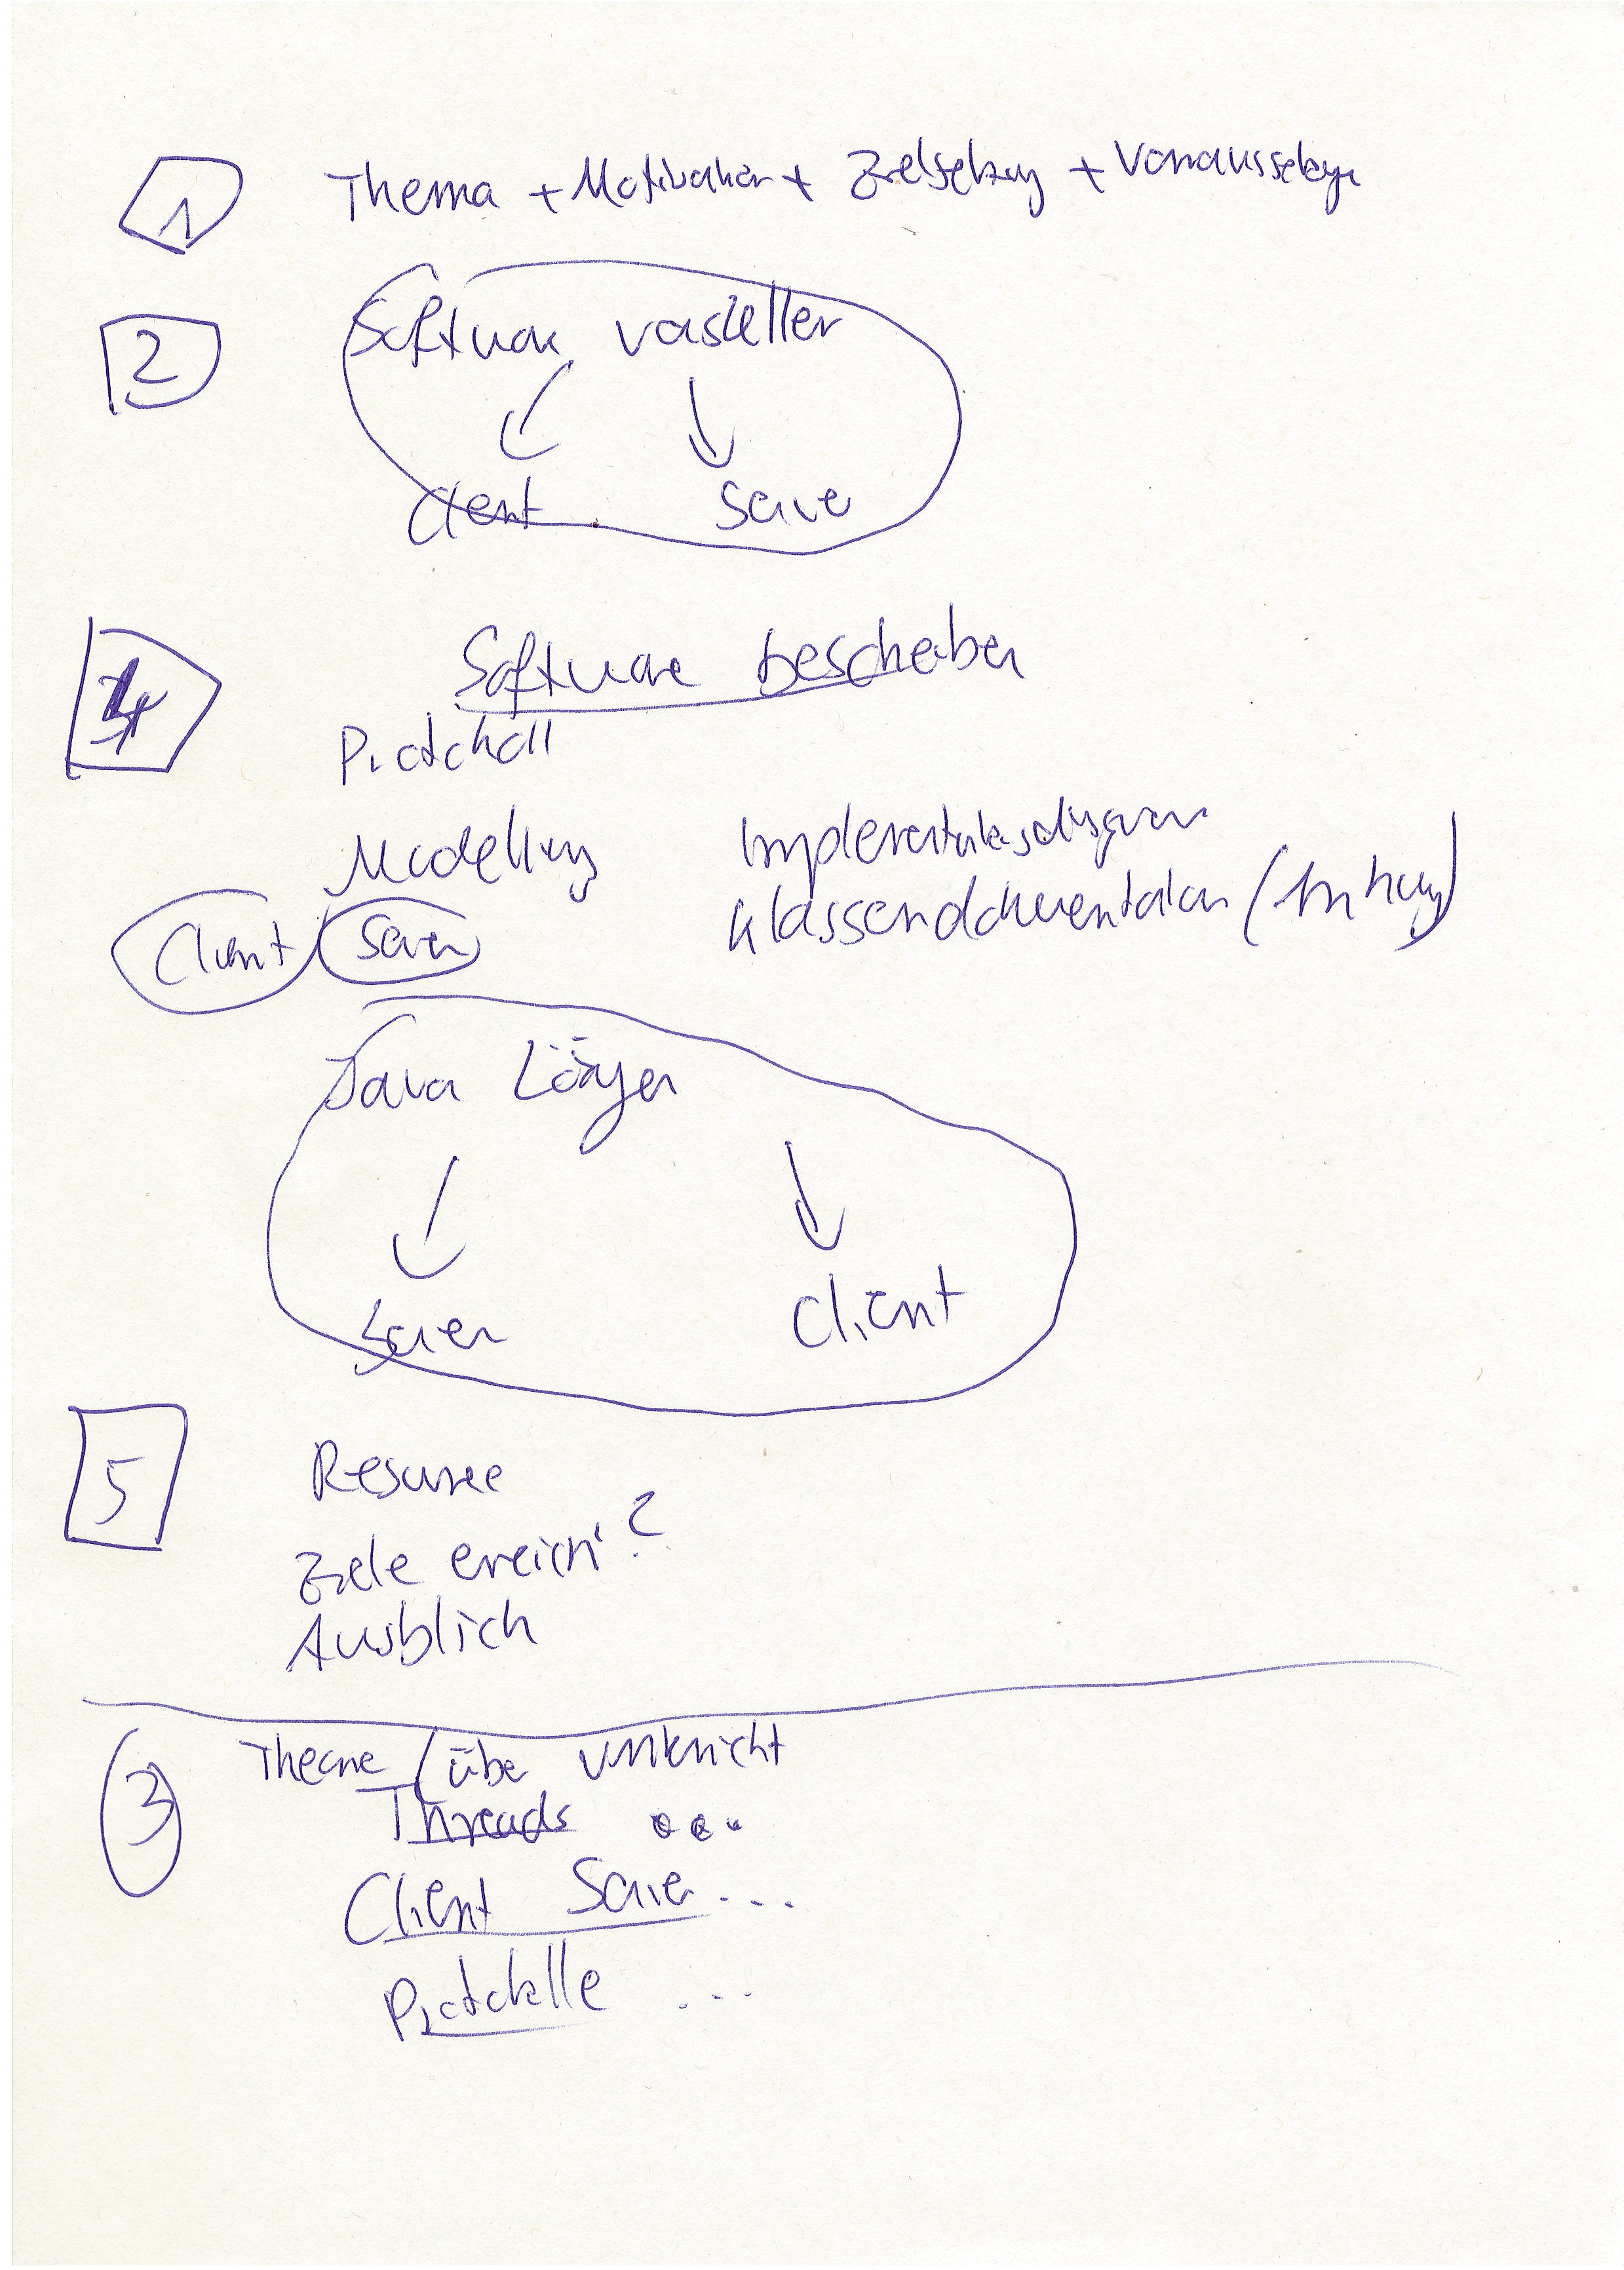 1 Thema + Motivation + Zielsetzung + Voraussetzungen
2 Software vorstellen
Client Server
4 Software beschreiben
Protokoll
Modellierung Implementationsdiagramm
Klassendokumentation (Anhang)
Client Server
Java Lösungen
Server Client
5 Resumee
Ziele erreicht?
Ausblick
3 Theorie / über Unterricht
Threads ...
Client Server ...
Protokolle ...